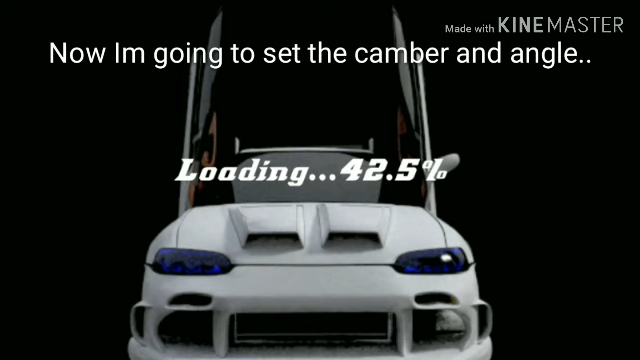 Made with KINEMASTER
Now Im going to set the camber and angle..
Loading...42.5%